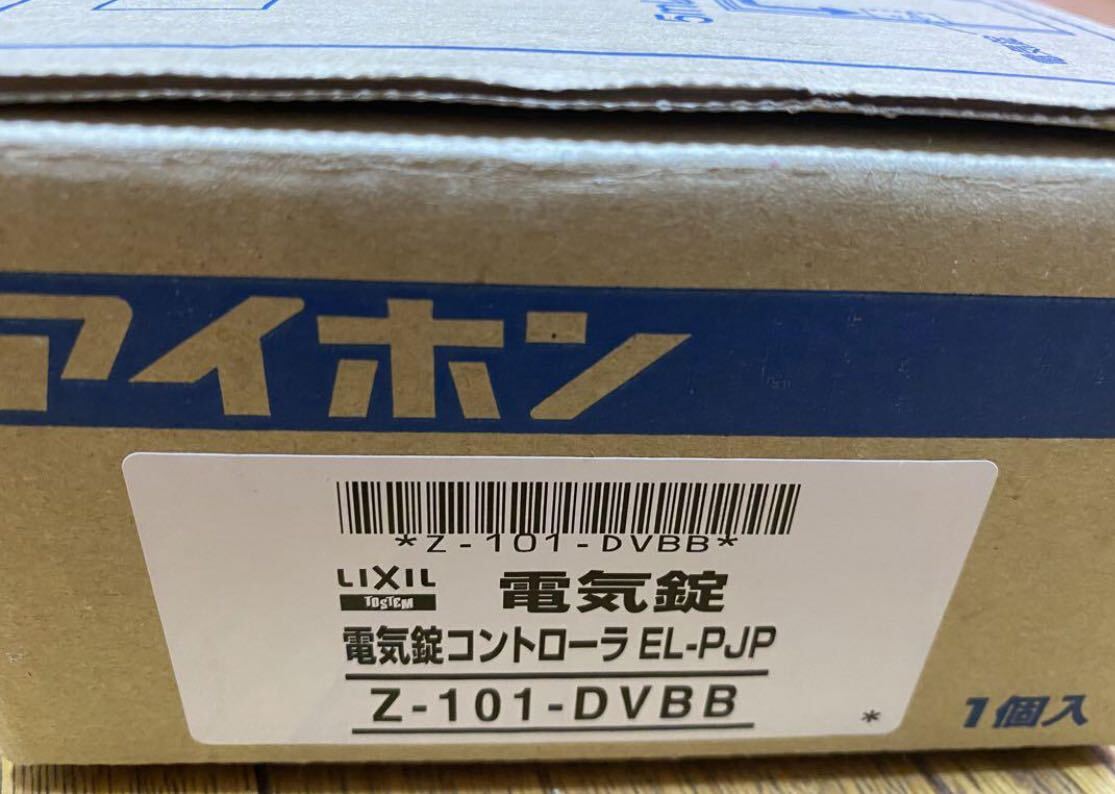 アイホン
*Z-101-DVBB*
LIXIL 電気錠
TOSTEM
電気錠コントローラ EL-PJP
Z-101-DVBB
*
1個入